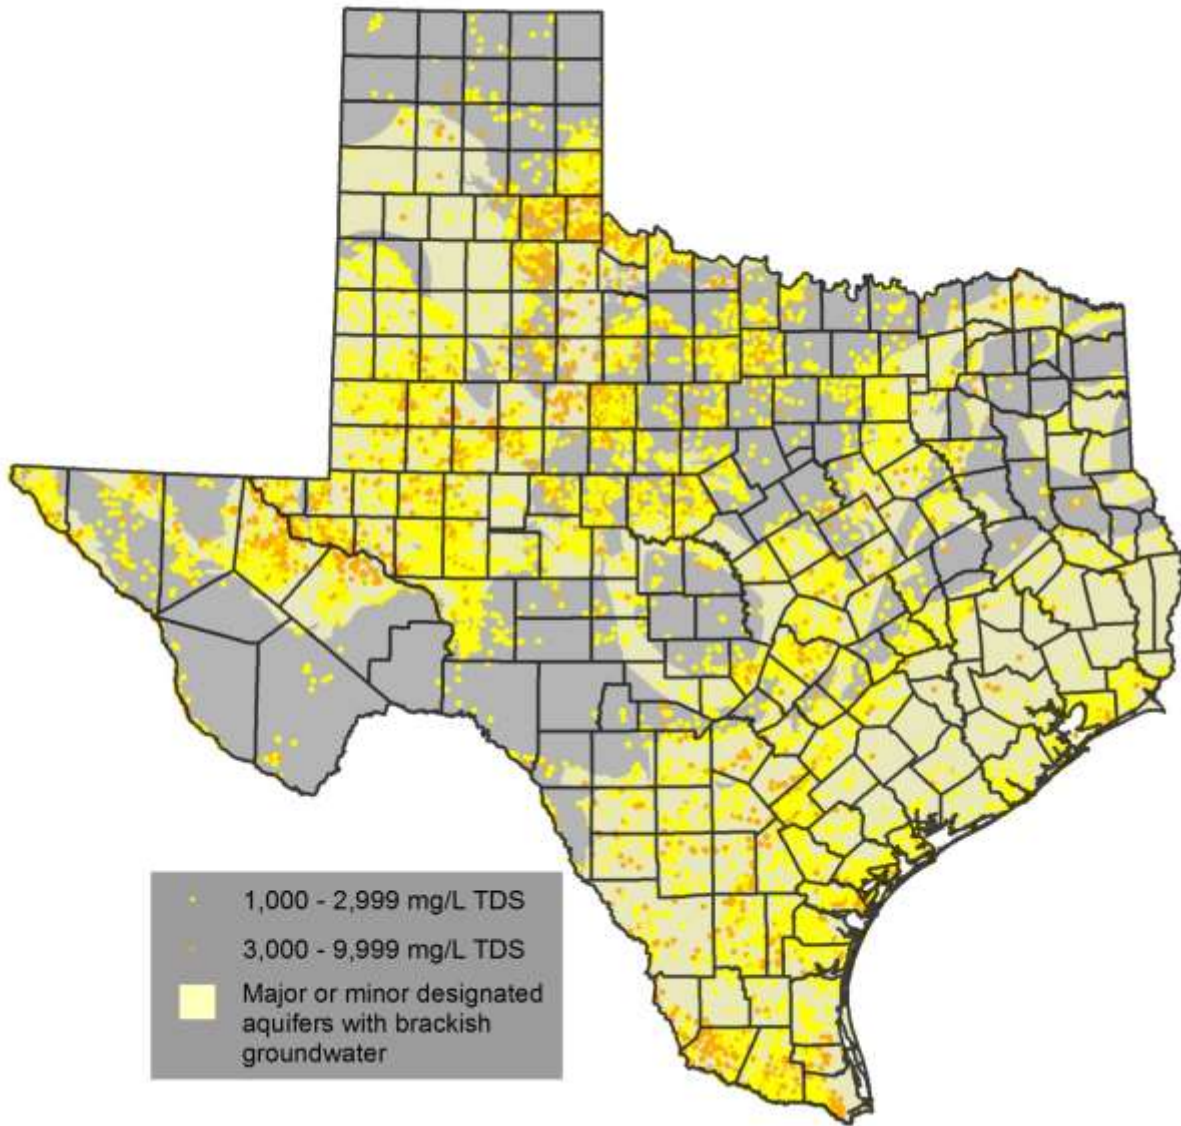 1,000 - 2,999 mg/L TDS
3,000 - 9,999 mg/L TDS
Major or minor designated
aquifers with brackish
groundwater